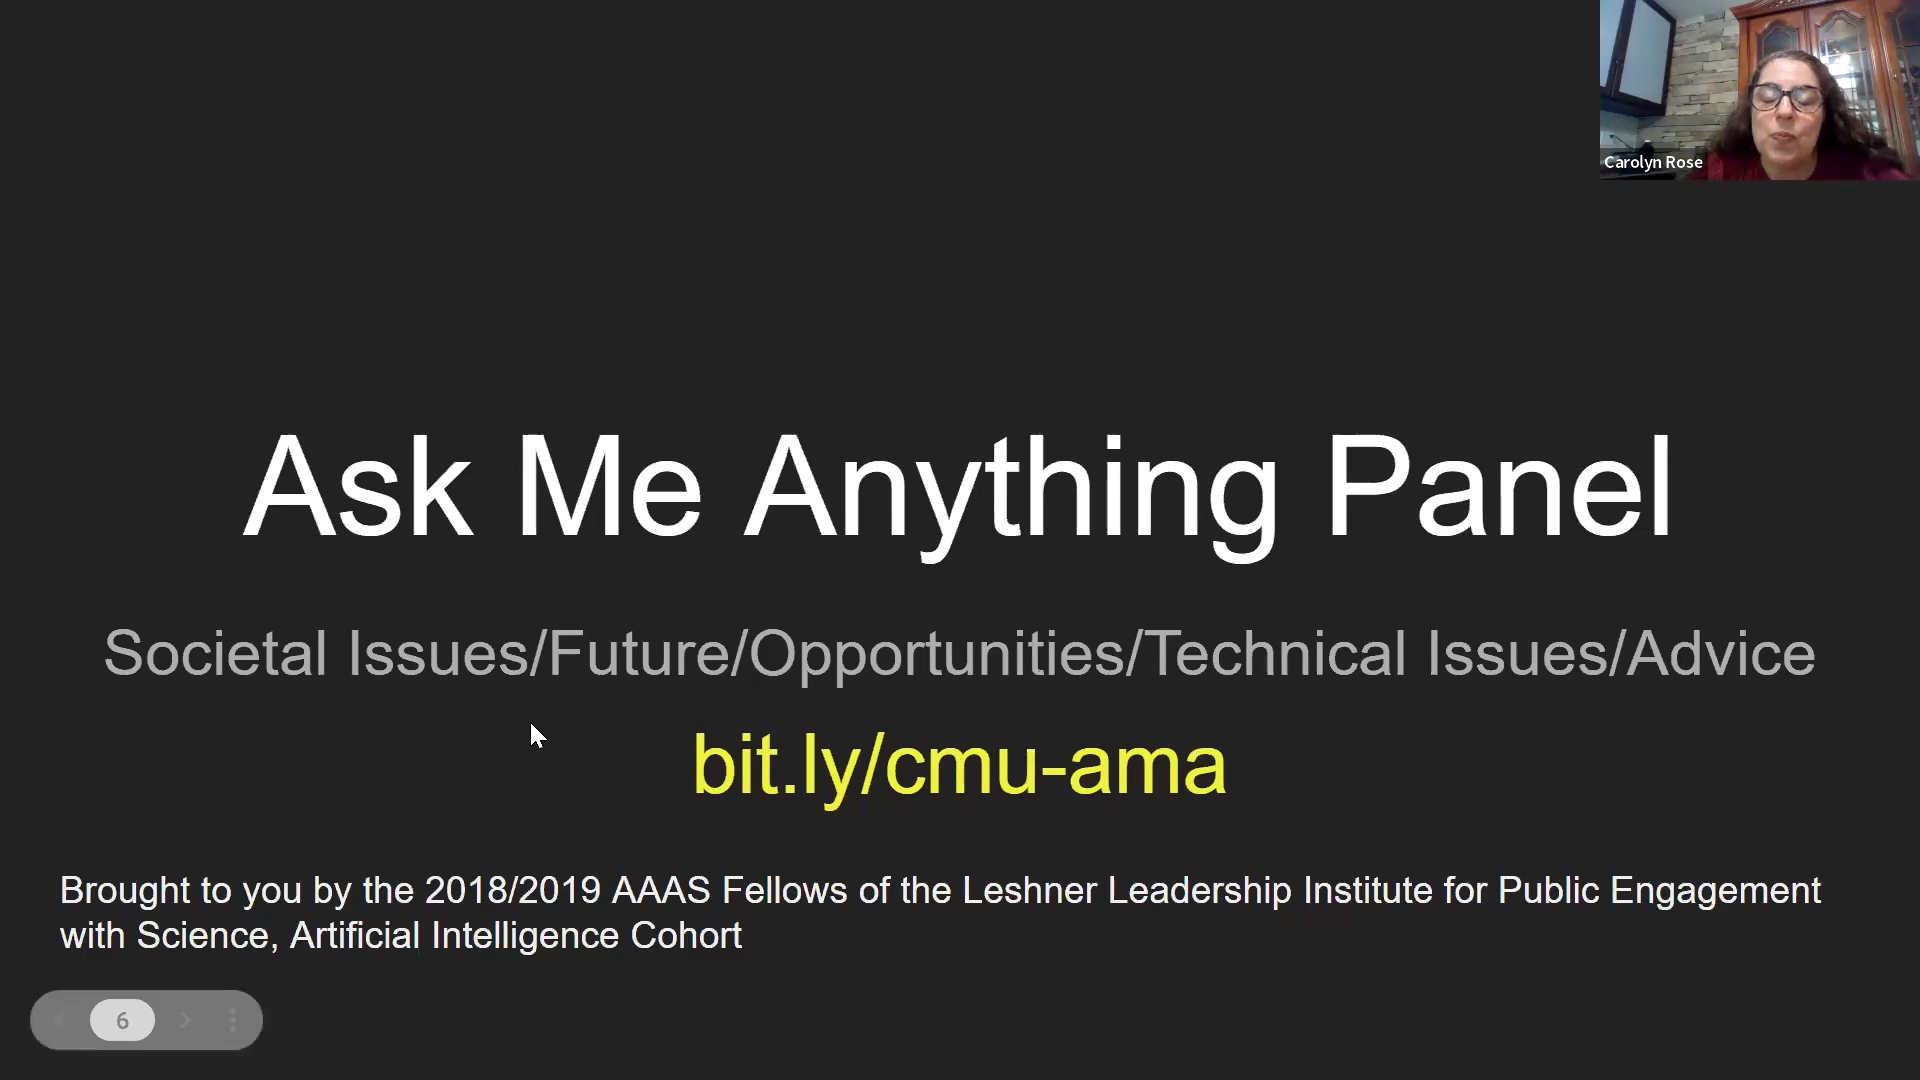 Carolyn Rose
Ask Me Anything Panel
Societal Issues/Future/Opportunities/Technical Issues/Advice
bit.ly/cmu-ama
Brought to you by the 2018/2019 AAAS Fellows of the Leshner Leadership Institute for Public Engagement
with Science, Artificial Intelligence Cohort
6